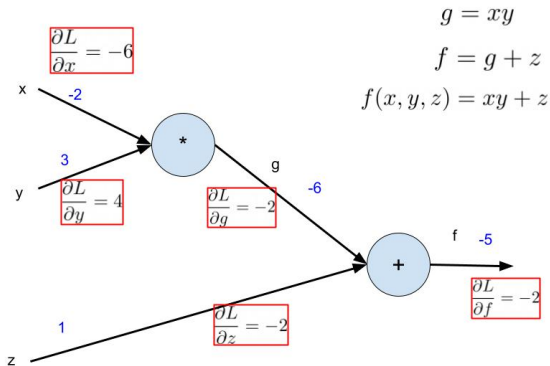 g = xy
f = g + z
f(x, y, z) = xy + z
∂L/∂x = −6
x
-2
*
3
y
∂L/∂y = 4
g
-6
∂L/∂g = −2
+
f
-5
∂L/∂f = −2
1
∂L/∂z = −2
z